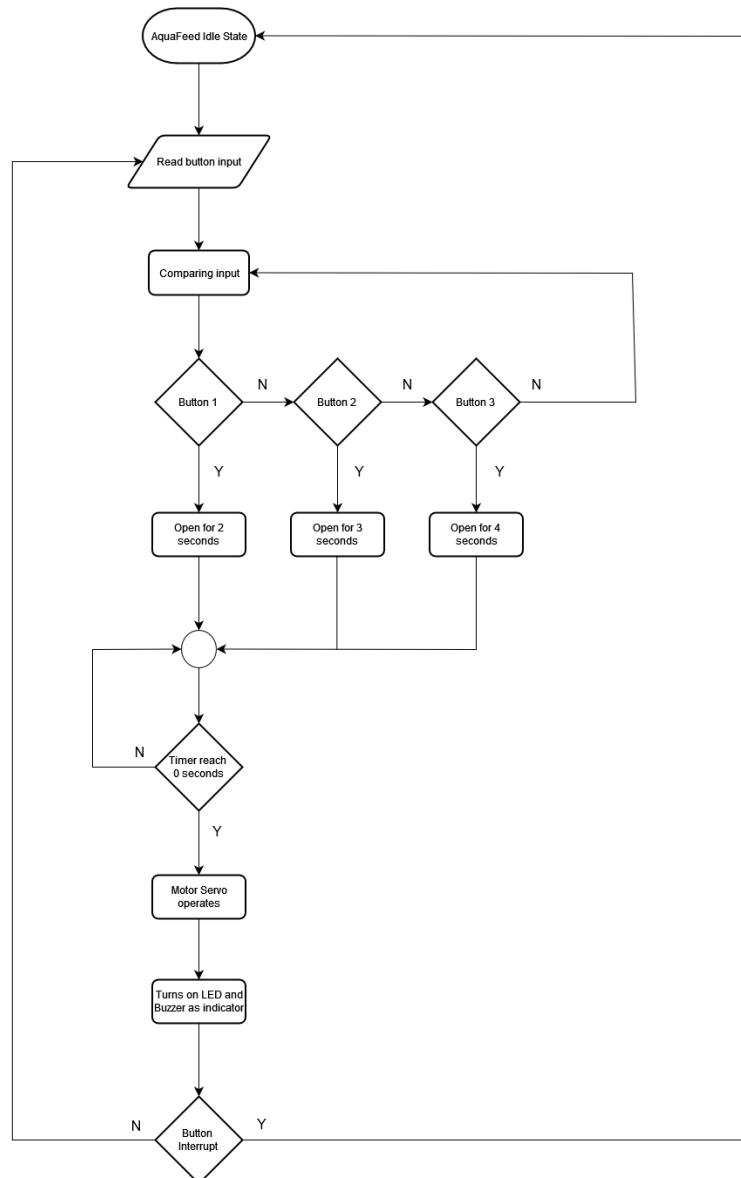 AquaFeed Idle State
Read button input
Comparing input
Button 1
N
Button 2
N
Button 3
N
Y
Y
Y
Open for 2
seconds
Open for 3
seconds
Open for 4
seconds
N
Timer reach
0 seconds
Y
Motor Servo
operates
Turns on LED and
Buzzer as indicator
N
Button
Interrupt
Y